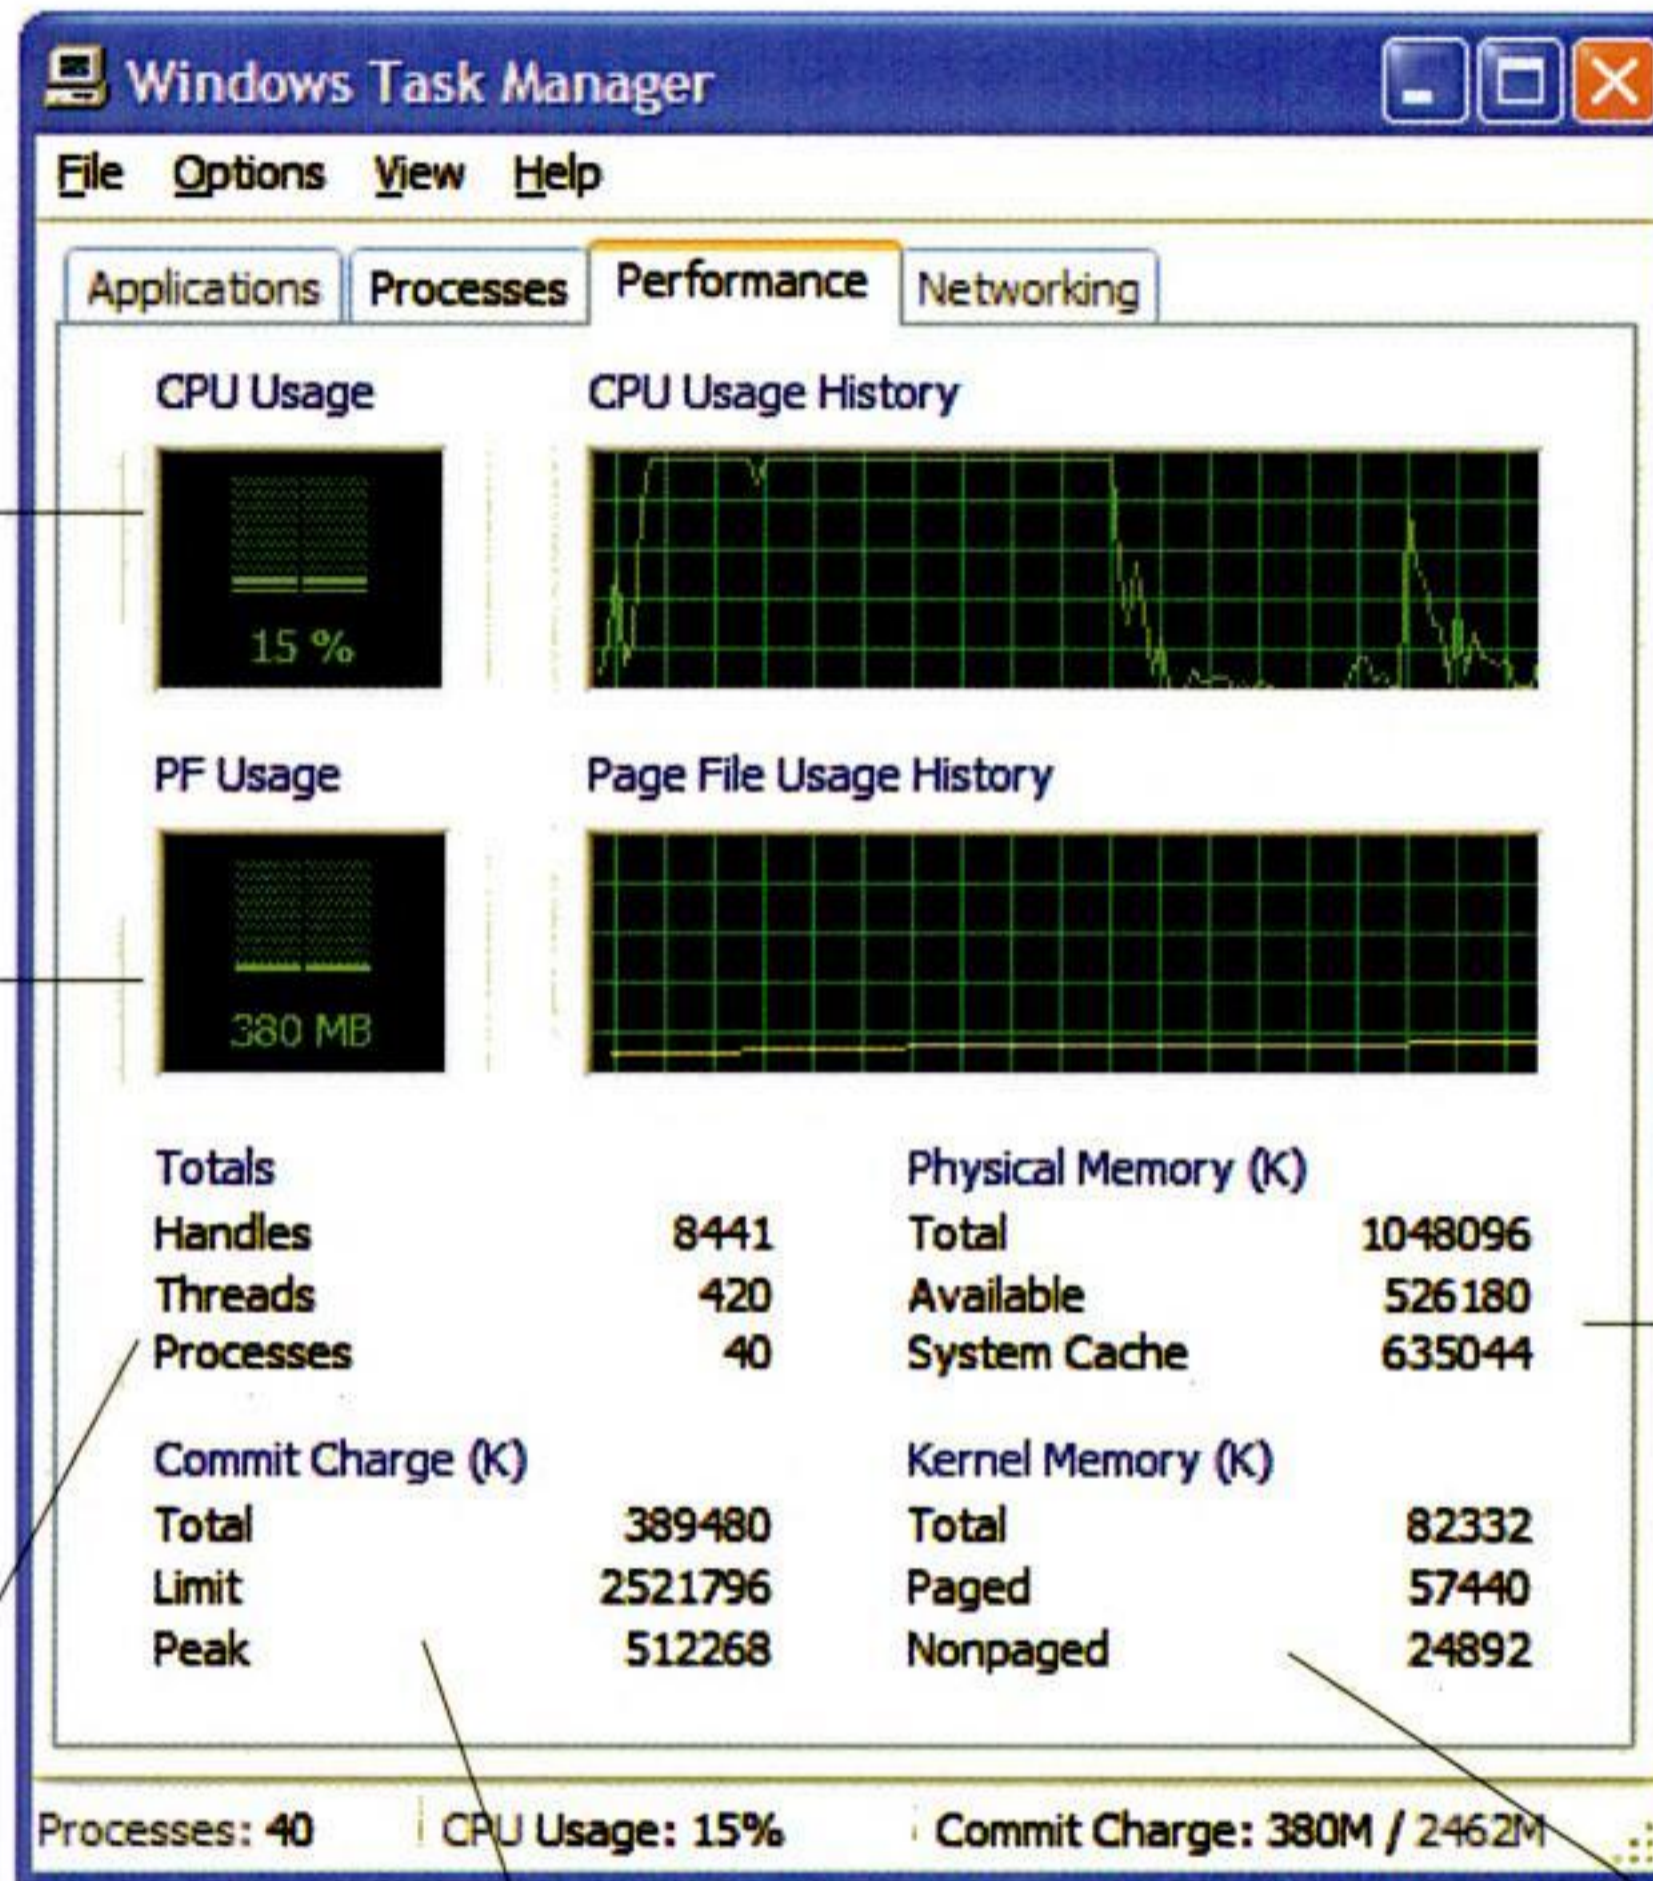 Windows Task Manager
File Options View Help
Applications Processes Performance Networking
CPU Usage
CPU Usage History
15 %
PF Usage
Page File Usage History
380 MB
Totals
Handles 8441
Threads 420
Processes 40
Physical Memory (K)
Total 1048096
Available 526180
System Cache 635044
Commit Charge (K)
Total 389480
Limit 2521796
Peak 512268
Kernel Memory (K)
Total 82332
Paged 57440
Nonpaged 24892
Processes: 40 CPU Usage: 15% Commit Charge: 380M / 2462M